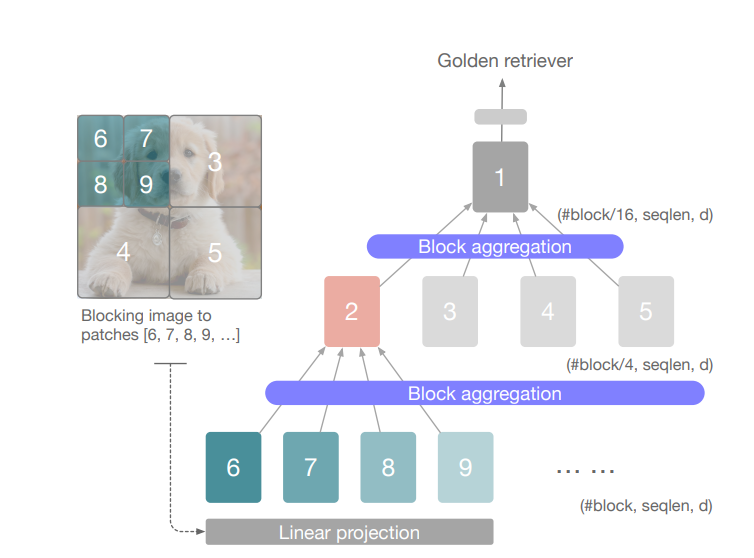 Golden retriever
6 7
3
8 9
4 5
1
(#block/16, seqlen, d)
Block aggregation
2 3 4 5
Blocking image to
patches [6, 7, 8, 9, ...]
(#block/4, seqlen, d)
Block aggregation
6 7 8 9 ... ...
(#block, seqlen, d)
Linear projection